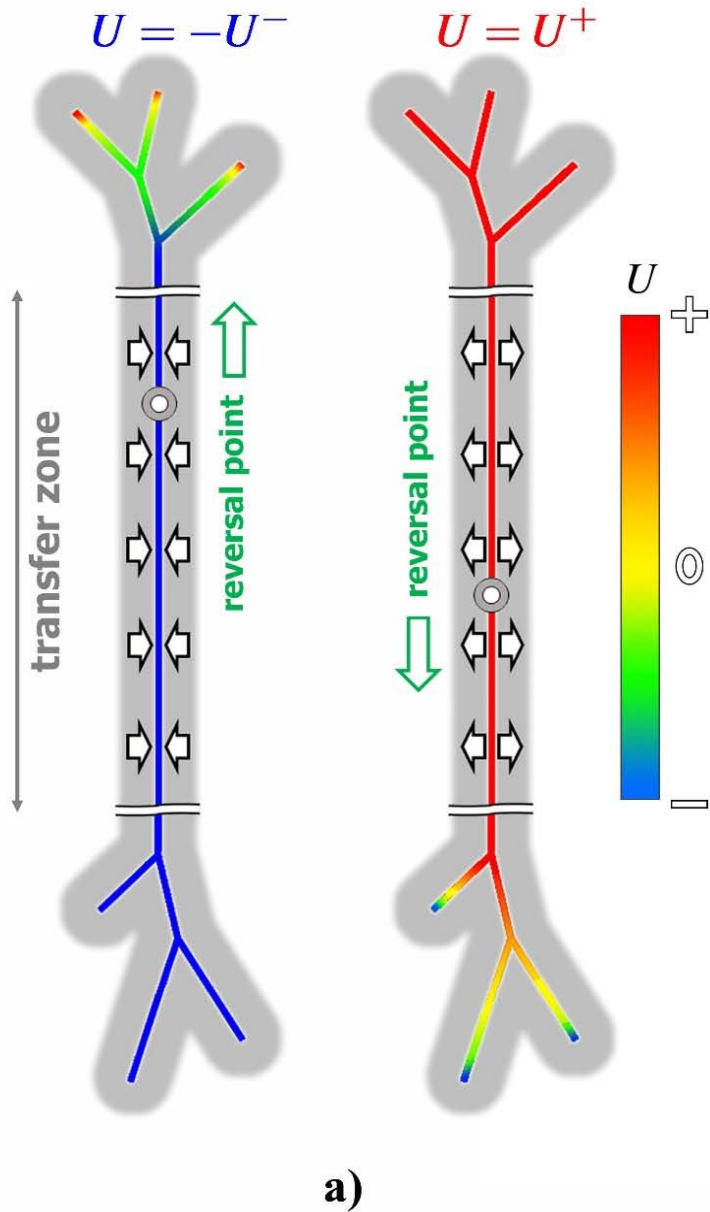 U = −U⁻
U = U⁺
U
+
0
−
transfer zone
reversal point
reversal point
a)